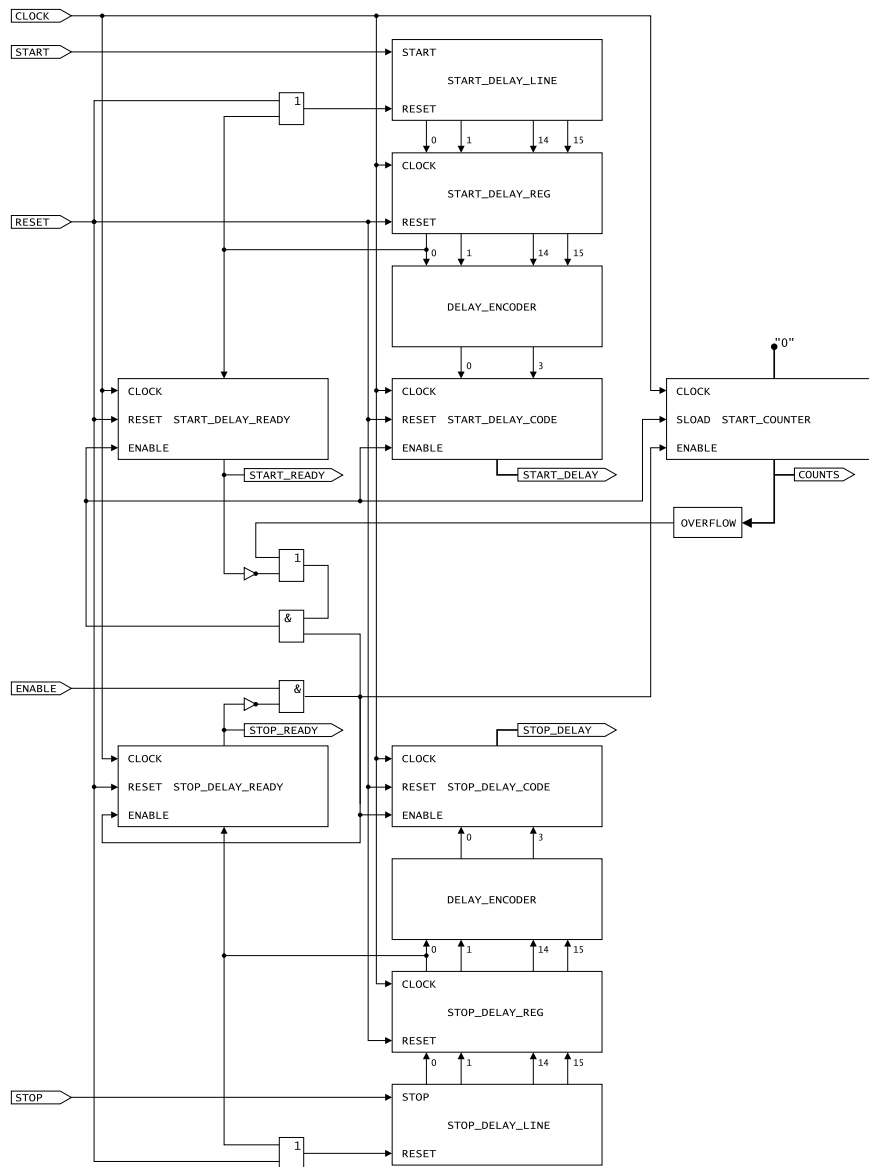 CLOCK
START
START
START_DELAY_LINE
1
RESET
0 1 14 15
CLOCK
START_DELAY_REG
RESET
RESET
0 1 14 15
DELAY_ENCODER
"0"
0 3
CLOCK
CLOCK
CLOCK
RESET START_DELAY_READY
RESET START_DELAY_CODE
SLOAD START_COUNTER
ENABLE
ENABLE
ENABLE
START_READY
START_DELAY
COUNTS
OVERFLOW
1
&
ENABLE
&
STOP_READY
STOP_DELAY
CLOCK
CLOCK
RESET STOP_DELAY_READY
RESET STOP_DELAY_CODE
ENABLE
ENABLE
0 3
DELAY_ENCODER
0 1 14 15
CLOCK
STOP_DELAY_REG
RESET
0 1 14 15
STOP
STOP
STOP_DELAY_LINE
1
RESET